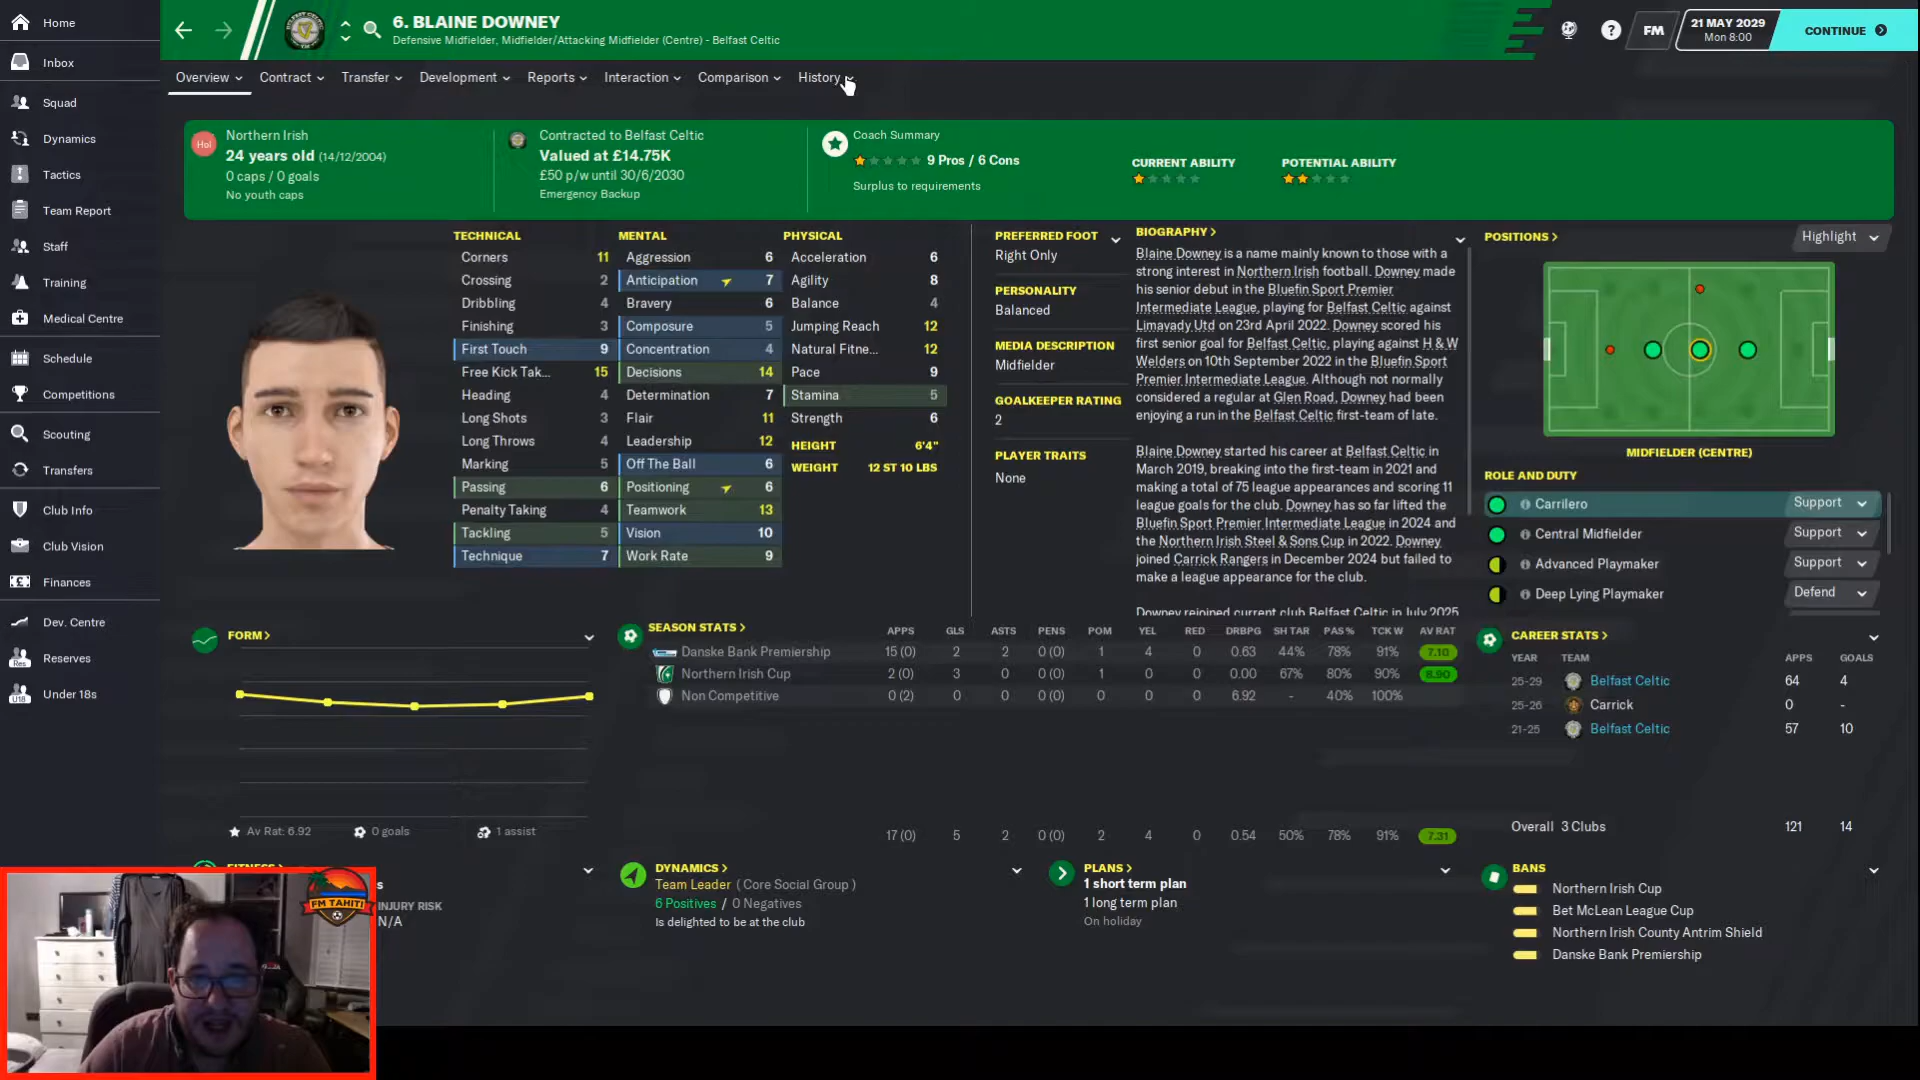 Home
Inbox
Squad
Dynamics
Tactics
Team Report
Staff
Training
Medical Centre
Schedule
Competitions
Scouting
Transfers
Club Info
Club Vision
Finances
Dev. Centre
Reserves
Under 18s
6. BLAINE DOWNEY
Defensive Midfielder, Midfielder/Attacking Midfielder (Centre) - Belfast Celtic
FM
21 MAY 2029
Mon 8:00
CONTINUE
Overview Contract Transfer Development Reports Interaction Comparison History
Hol
Northern Irish
24 years old (14/12/2004)
0 caps / 0 goals
No youth caps
Contracted to Belfast Celtic
Valued at £14.75K
£50 p/w until 30/6/2030
Emergency Backup
Coach Summary
9 Pros / 6 Cons
Surplus to requirements
CURRENT ABILITY
POTENTIAL ABILITY
TECHNICAL
Corners 11
Crossing 2
Dribbling 4
Finishing 3
First Touch 9
Free Kick Tak... 15
Heading 4
Long Shots 3
Long Throws 4
Marking 5
Passing 6
Penalty Taking 4
Tackling 5
Technique 7
MENTAL
Aggression 6
Anticipation 7
Bravery 6
Composure 5
Concentration 4
Decisions 14
Determination 7
Flair 11
Leadership 12
Off The Ball 6
Positioning 6
Teamwork 13
Vision 10
Work Rate 9
PHYSICAL
Acceleration 6
Agility 8
Balance 4
Jumping Reach 12
Natural Fitne... 12
Pace 9
Stamina 5
Strength 6
HEIGHT 6'4"
WEIGHT 12 ST 10 LBS
PREFERRED FOOT
Right Only
PERSONALITY
Balanced
MEDIA DESCRIPTION
Midfielder
GOALKEEPER RATING
2
PLAYER TRAITS
None
BIOGRAPHY >
Blaine Downey is a name mainly known to those with a
strong interest in Northern Irish football. Downey made
his senior debut in the Bluefin Sport Premier
Intermediate League, playing for Belfast Celtic against
Limavady Utd on 23rd April 2022. Downey scored his
first senior goal for Belfast Celtic, playing against H & W
Welders on 10th September 2022 in the Bluefin Sport
Premier Intermediate League. Although not normally
considered a regular at Glen Road, Downey had been
enjoying a run in the Belfast Celtic first-team of late.
Blaine Downey started his career at Belfast Celtic in
March 2019, breaking into the first-team in 2021 and
making a total of 75 league appearances and scoring 11
league goals for the club. Downey has so far lifted the
Bluefin Sport Premier Intermediate League in 2024 and
the Northern Irish Steel & Sons Cup in 2022. Downey
joined Carrick Rangers in December 2024 but failed to
make a league appearance for the club.
Downey rejoined current club Belfast Celtic in July 2025
POSITIONS >
Highlight
MIDFIELDER (CENTRE)
ROLE AND DUTY
Carrilero Support
Central Midfielder Support
Advanced Playmaker Support
Deep Lying Playmaker Defend
FORM >
Av Rat: 6.92 0 goals 1 assist
SEASON STATS > APPS GLS ASTS PENS POM YEL RED DRBPG SH TAR PAS % TCK W AV RAT
Danske Bank Premiership 15 (0) 2 2 0 (0) 1 4 0 0.63 44% 78% 91% 7.10
Northern Irish Cup 2 (0) 3 0 0 (0) 1 0 0 0.00 67% 80% 90% 8.90
Non Competitive 0 (2) 0 0 0 (0) 0 0 0 6.92 - 40% 100%
17 (0) 5 2 0 (0) 2 4 0 0.54 50% 78% 91% 7.31
CAREER STATS >
YEAR TEAM APPS GOALS
25-29 Belfast Celtic 64 4
25-26 Carrick 0 -
21-25 Belfast Celtic 57 10
Overall 3 Clubs 121 14
INJURY RISK
N/A
FM TAHITI
DYNAMICS >
Team Leader ( Core Social Group )
6 Positives / 0 Negatives
Is delighted to be at the club
PLANS >
1 short term plan
1 long term plan
On holiday
BANS
Northern Irish Cup
Bet McLean League Cup
Northern Irish County Antrim Shield
Danske Bank Premiership